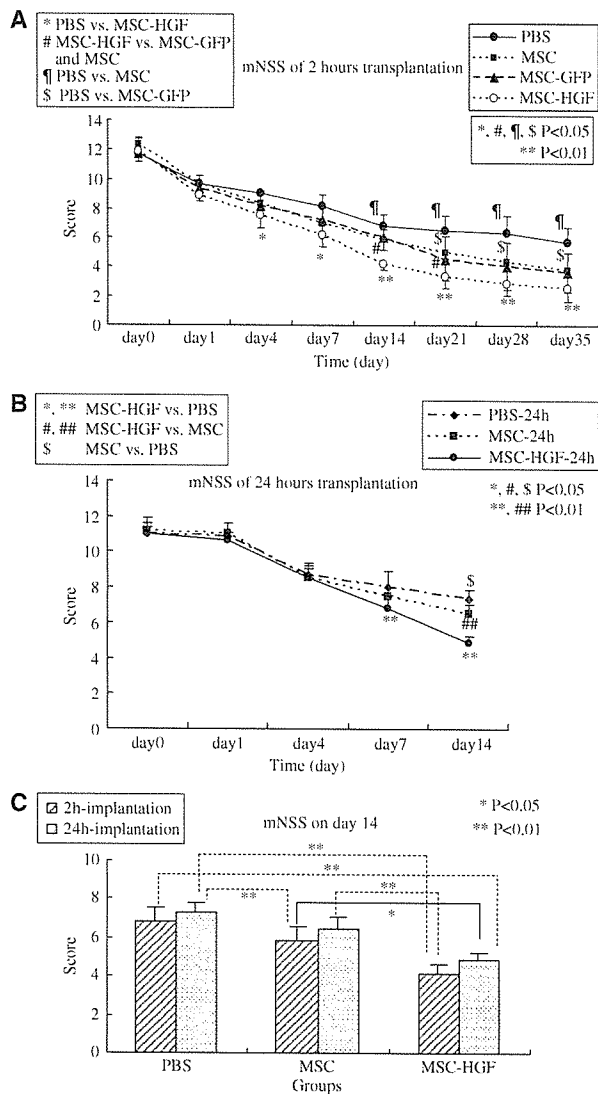 A
* PBS vs. MSC-HGF
# MSC-HGF vs. MSC-GFP
and MSC
¶ PBS vs. MSC
$ PBS vs. MSC-GFP
mNSS of 2 hours transplantation
PBS
MSC
MSC-GFP
MSC-HGF
*, #, ¶, $ P<0.05
** P<0.01
14
12
10
8
6
4
2
0
Score
¶ ¶ ¶ ¶
$ $ $
# #
* * ** ** ** **
day0 day1 day4 day7 day14 day21 day28 day35
Time (day)
B
*, ** MSC-HGF vs. PBS
#, ## MSC-HGF vs. MSC
$ MSC vs. PBS
mNSS of 24 hours transplantation
PBS-24h
MSC-24h
MSC-HGF-24h
*, #, $ P<0.05
**, ## P<0.01
14
12
10
8
6
4
2
0
Score
$
##
** **
day0 day1 day4 day7 day14
Time (day)
C
2h-implantation
24h-implantation
mNSS on day 14
* P<0.05
** P<0.01
10
8
6
4
2
0
Score
**
**
** **
*
PBS MSC MSC-HGF
Groups